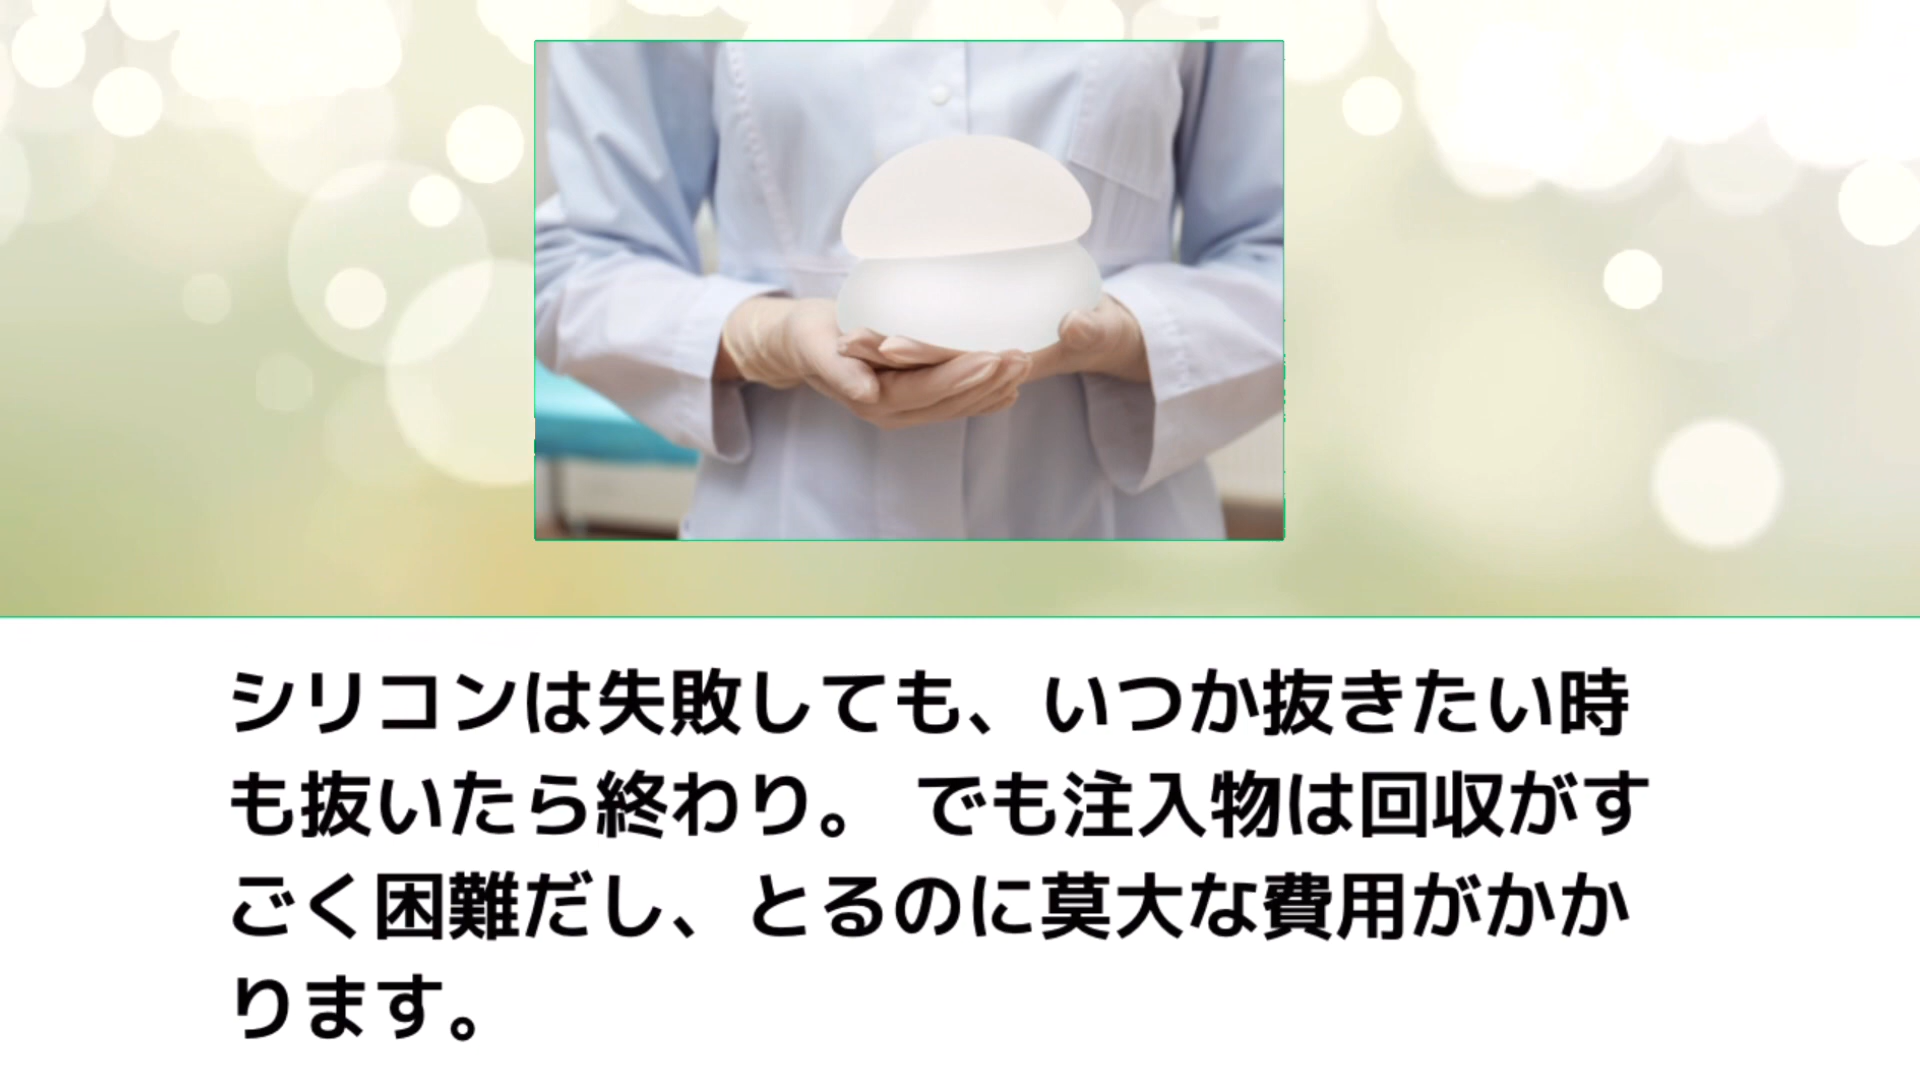 シリコンは失敗しても、いつか抜きたい時
も抜いたら終わり。 でも注入物は回収がす
ごく困難だし、とるのに莫大な費用がかか
ります。